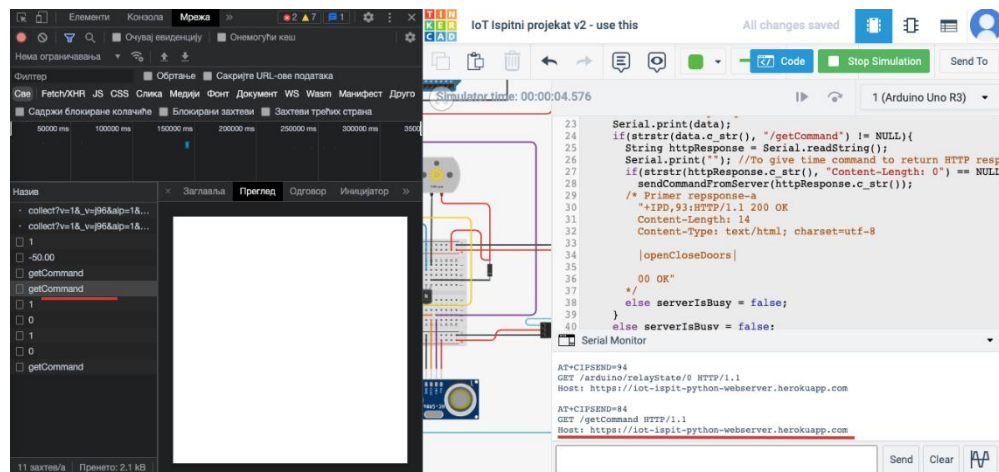 Елементи Конзола Мрежа » 2 7 1
Очувај евиденцију Онемогући кеш
Нема ограничавања
Филтер Обртање Сакријте URL-ове података
Све Fetch/XHR JS CSS Слика Медији Фонт Документ WS Wasm Манифест Друго
Садржи блокиране колачиће Блокирани захтеви Захтеви трећих страна
50000 ms 100000 ms 150000 ms 200000 ms 250000 ms 300000 ms 3500
Назив
× Заглавља Преглед Одговор Иницијатор »
collect?v=1&_v=j96&aip=1&...
collect?v=1&_v=j96&aip=1&...
1
-50.00
getCommand
getCommand
1
0
1
0
getCommand
11 захтев/а Пренето: 2.1 kB
TIN
KER
CAD
IoT Ispitni projekat v2 - use this
All changes saved
Code
Stop Simulation
Send To
Simulator time: 00:00:04.576
1 (Arduino Uno R3)
23 Serial.print(data);
24 if(strstr(data.c_str(), "/getCommand") != NULL){
25 String httpResponse = Serial.readString();
26 Serial.print(""); //To give time command to return HTTP resp
27 if(strstr(httpResponse.c_str(), "Content-Length: 0") == NULL
28 sendCommandFromServer(httpResponse.c_str());
29 /* Primer repsponse-a
30 "+IPD,93:HTTP/1.1 200 OK
31 Content-Length: 14
32 Content-Type: text/html; charset=utf-8
33
34 |openCloseDoors|
35
36 00 OK"
37 */
38 else serverIsBusy = false;
39 }
40 else serverIsBusy = false;
Serial Monitor
AT+CIPSEND=94
GET /arduino/relayState/0 HTTP/1.1
Host: https://iot-ispit-python-webserver.herokuapp.com
AT+CIPSEND=84
GET /getCommand HTTP/1.1
Host: https://iot-ispit-python-webserver.herokuapp.com
Send Clear